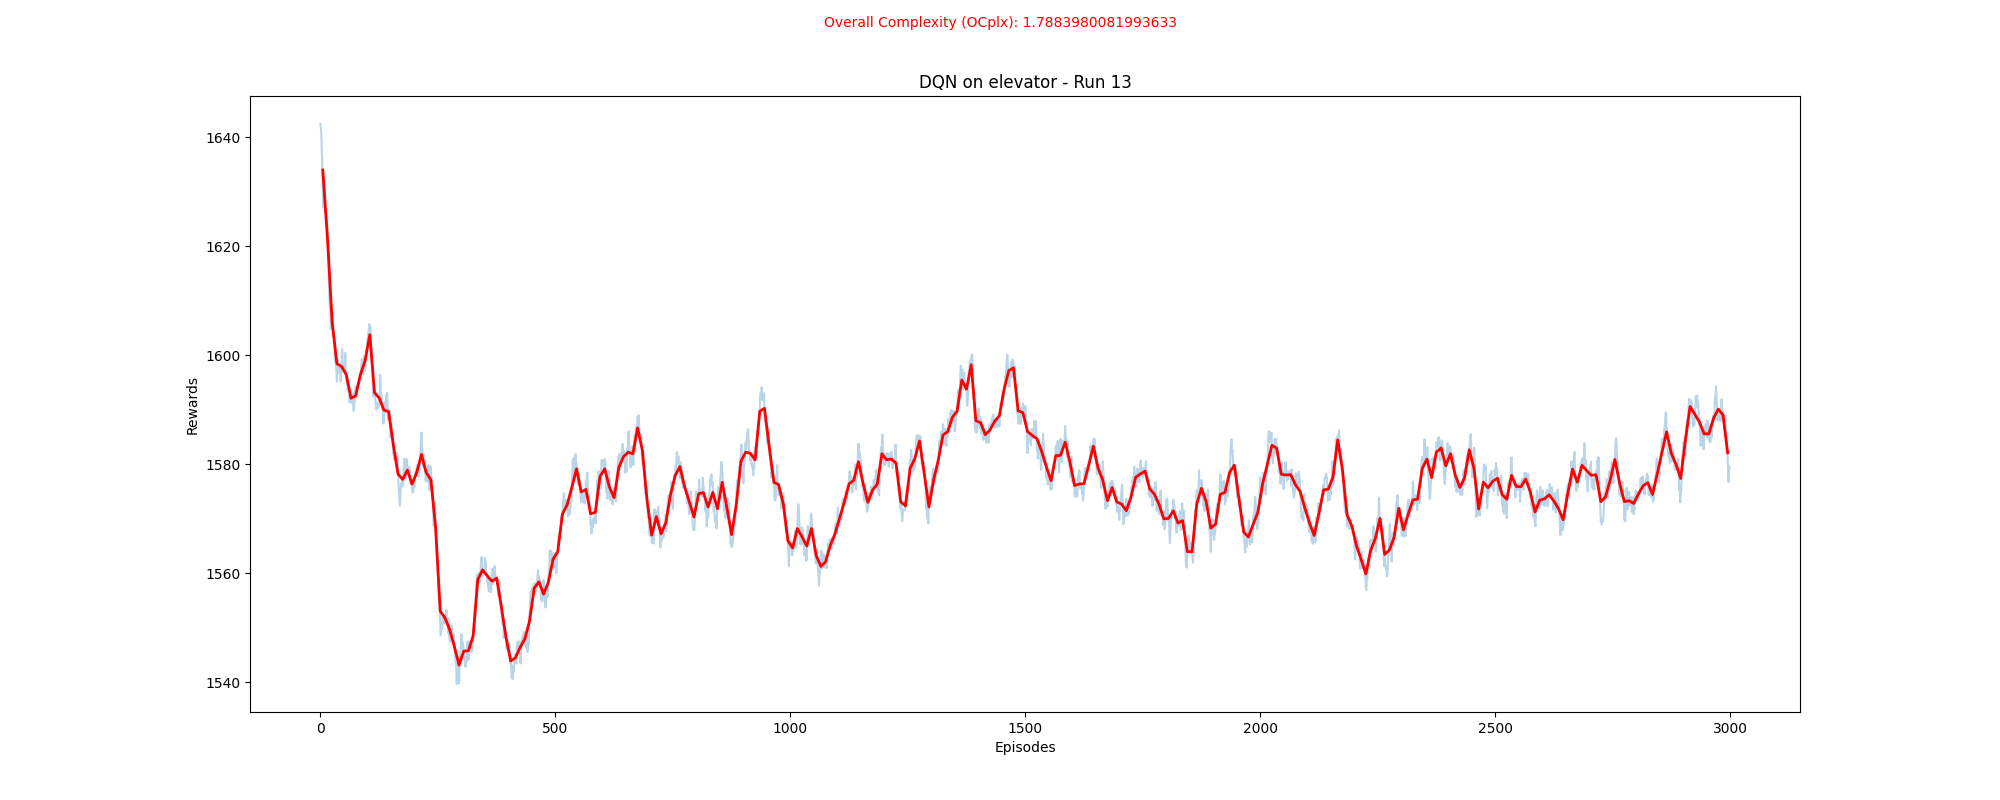 Overall Complexity (OCplx): 1.7883980081993633
DQN on elevator - Run 13
Rewards
1640
1620
1600
1580
1560
1540
0 500 1000 1500 2000 2500 3000
Episodes